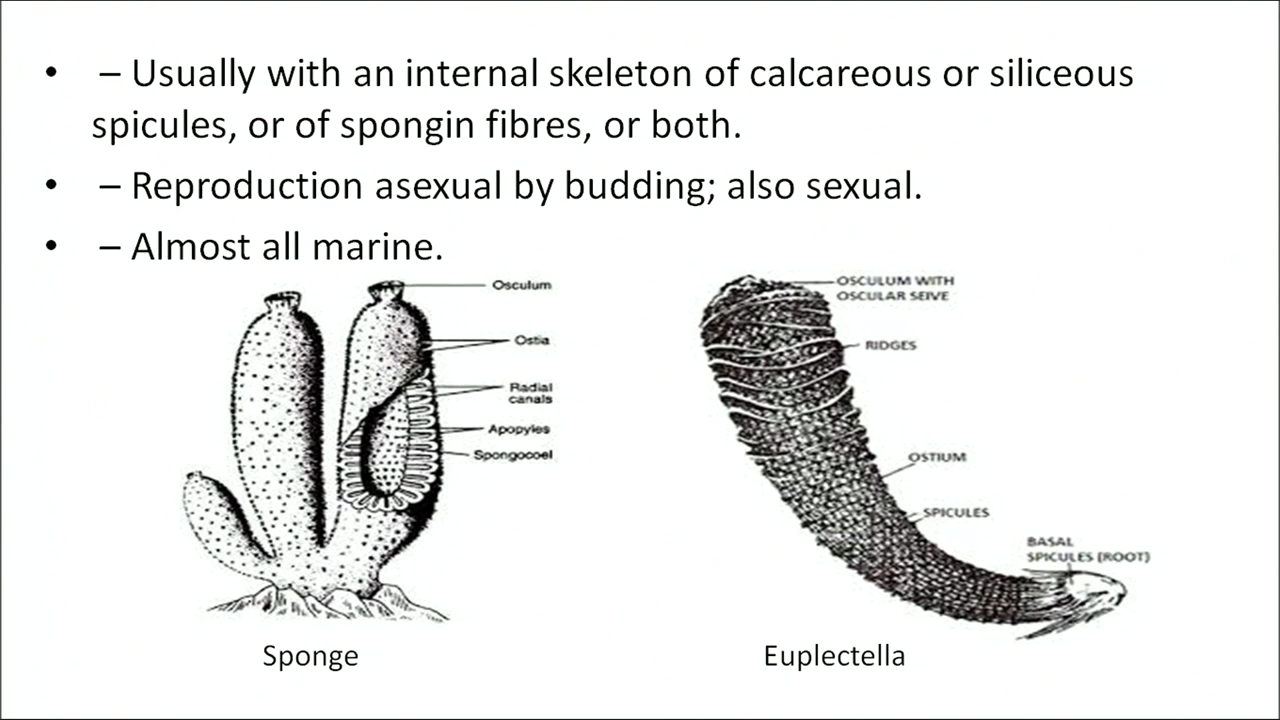 • – Usually with an internal skeleton of calcareous or siliceous
spicules, or of spongin fibres, or both.
• – Reproduction asexual by budding; also sexual.
• – Almost all marine.
Osculum
Ostia
Radial
canals
Apopyles
Spongocoel
Sponge
OSCULUM WITH
OSCULAR SEIVE
RIDGES
OSTIUM
SPICULES
BASAL
SPICULES (ROOT)
Euplectella